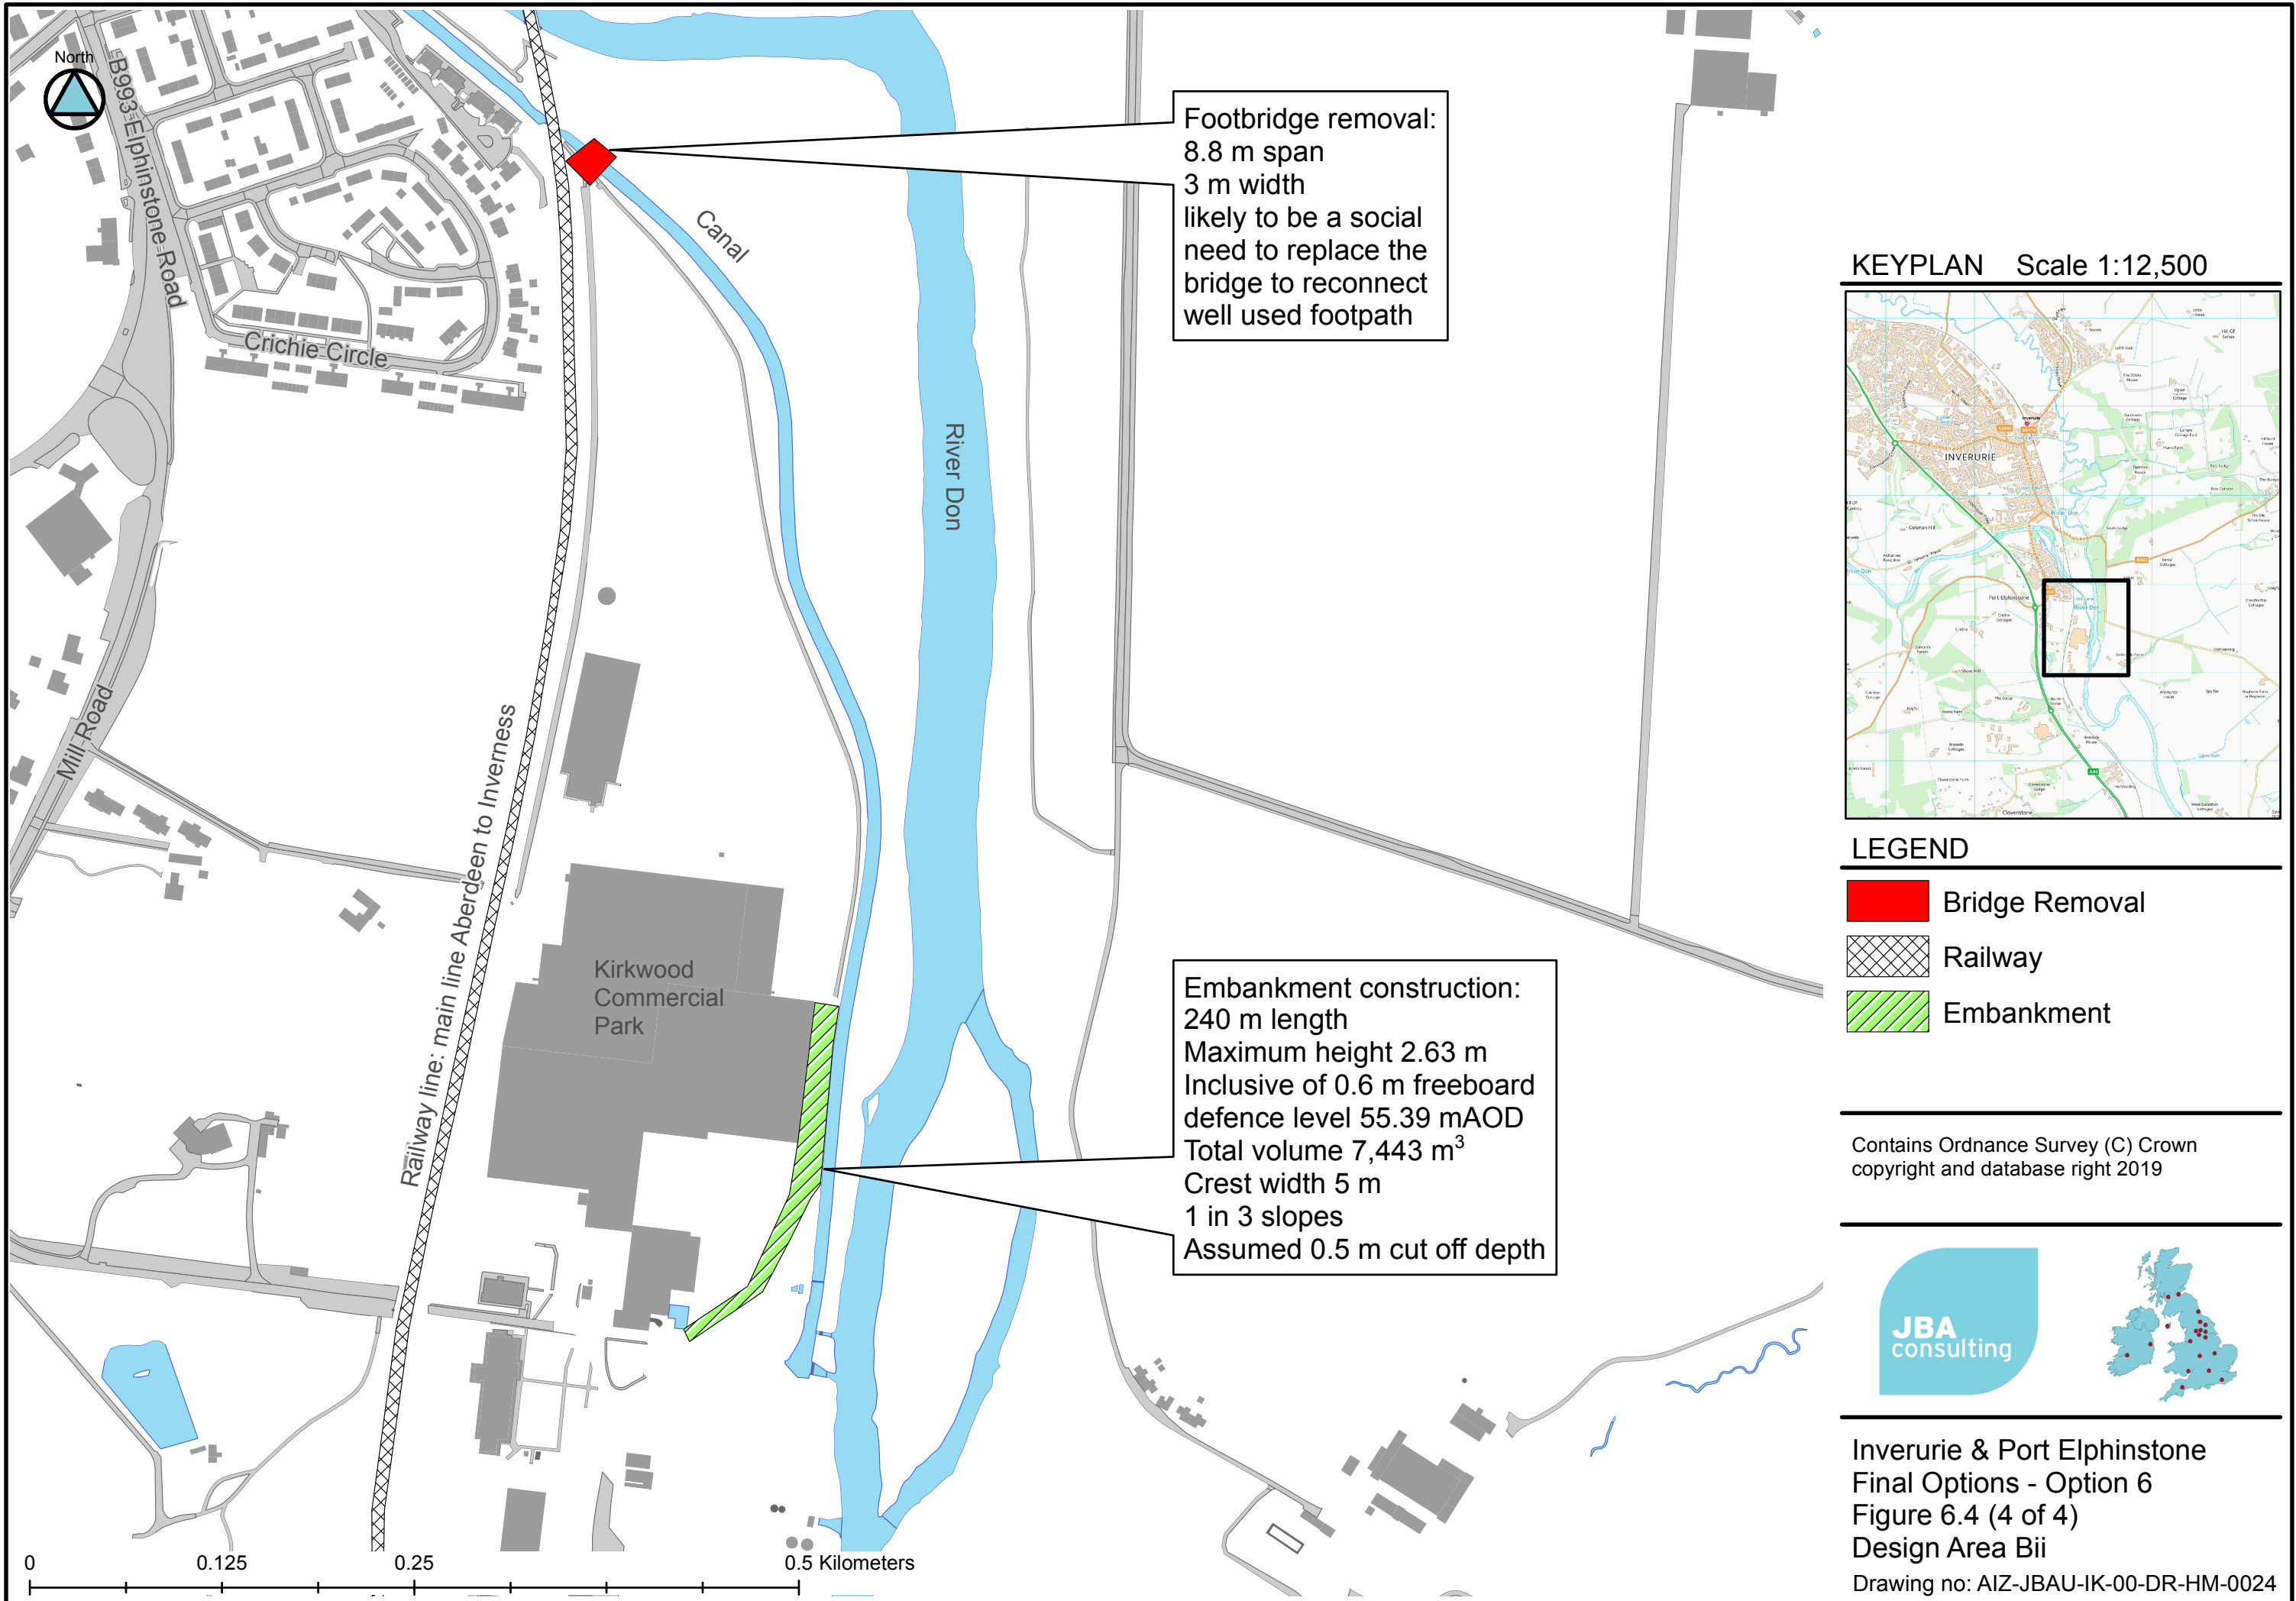 North
B993 Elphinstone Road
Crichie Circle
Mill Road
Railway line: main line Aberdeen to Inverness
Canal
River Don
Kirkwood
Commercial
Park
Footbridge removal:
8.8 m span
3 m width
likely to be a social
need to replace the
bridge to reconnect
well used footpath
Embankment construction:
240 m length
Maximum height 2.63 m
Inclusive of 0.6 m freeboard
defence level 55.39 mAOD
Total volume 7,443 m³
Crest width 5 m
1 in 3 slopes
Assumed 0.5 m cut off depth
0 0.125 0.25 0.5 Kilometers
KEYPLAN Scale 1:12,500
INVERURIE
Port Elphinstone
River Don
Clovenstone
LEGEND
Bridge Removal
Railway
Embankment
Contains Ordnance Survey (C) Crown
copyright and database right 2019
JBA
consulting
Inverurie & Port Elphinstone
Final Options - Option 6
Figure 6.4 (4 of 4)
Design Area Bii
Drawing no: AIZ-JBAU-IK-00-DR-HM-0024